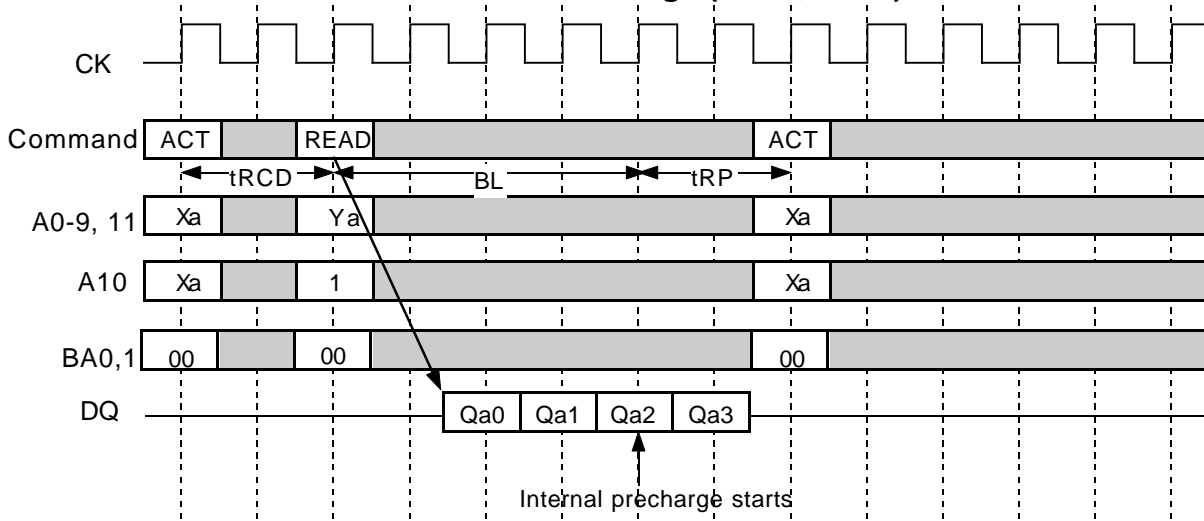 CK
Command ACT READ ACT
tRCD BL tRP
A0-9, 11 Xa Ya Xa
A10 Xa 1 Xa
BA0,1 00 00 00
DQ Qa0 Qa1 Qa2 Qa3
Internal precharge starts